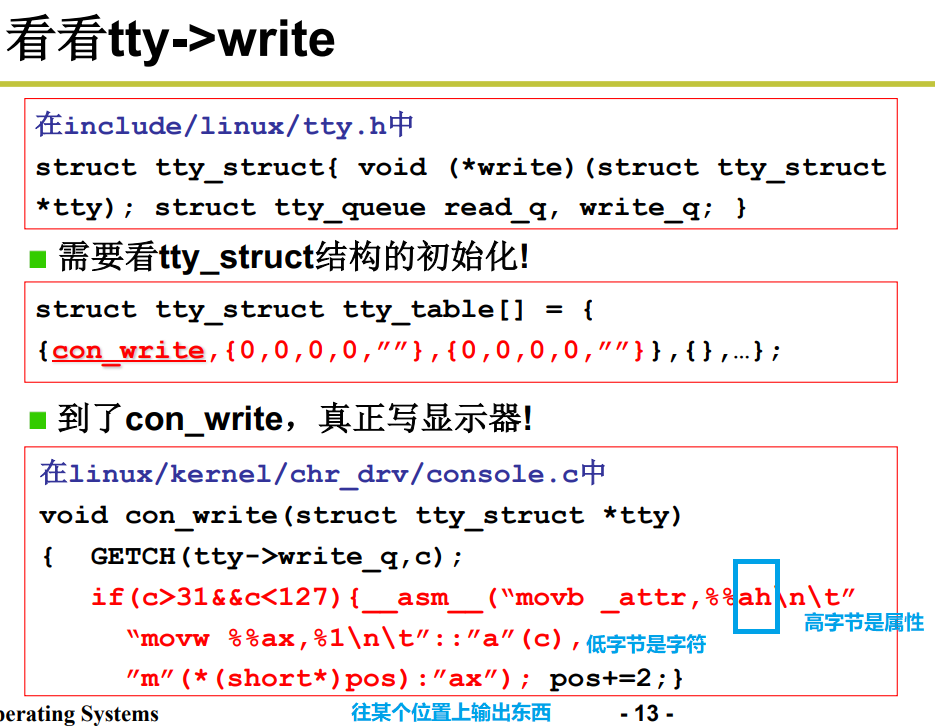 看看tty->write
在include/linux/tty.h中
struct tty_struct{ void (*write)(struct tty_struct
*tty); struct tty_queue read_q, write_q; }
需要看tty_struct结构的初始化!
struct tty_struct tty_table[] = {
{con_write,{0,0,0,0,””},{0,0,0,0,””}},{},…};
到了con_write，真正写显示器!
在linux/kernel/chr_drv/console.c中
void con_write(struct tty_struct *tty)
{ GETCH(tty->write_q,c);
if(c>31&&c<127){__asm__(“movb _attr,%%ah\n\t”
高字节是属性
“movw %%ax,%1\n\t”::”a”(c),
低字节是字符
”m”(*(short*)pos):”ax”); pos+=2;}
perating Systems
往某个位置上输出东西
- 13 -